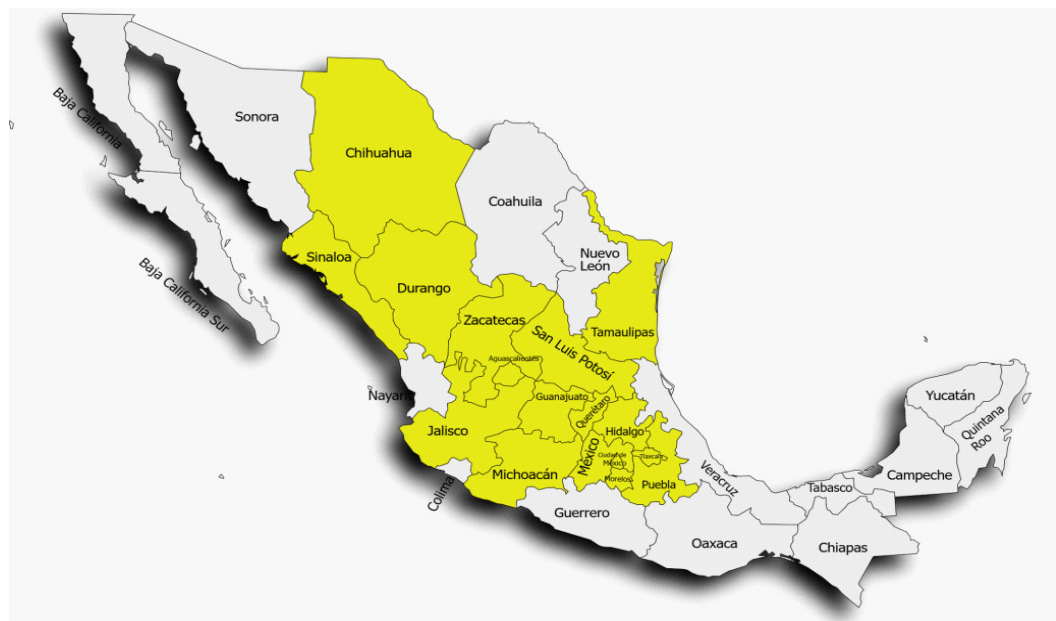 Sonora
Baja California
Chihuahua
Coahuila
Nuevo
León
Sinaloa
Baja California Sur
Durango
Zacatecas
Tamaulipas
San Luis Potosí
Aguascalientes
Nayarit
Guanajuato
Querétaro
Yucatán
Quintana
Roo
Jalisco
Hidalgo
México
Ciudad de
México
Tlaxcala
Michoacán
Morelos
Puebla
Veracruz
Campeche
Tabasco
Colima
Guerrero
Oaxaca
Chiapas